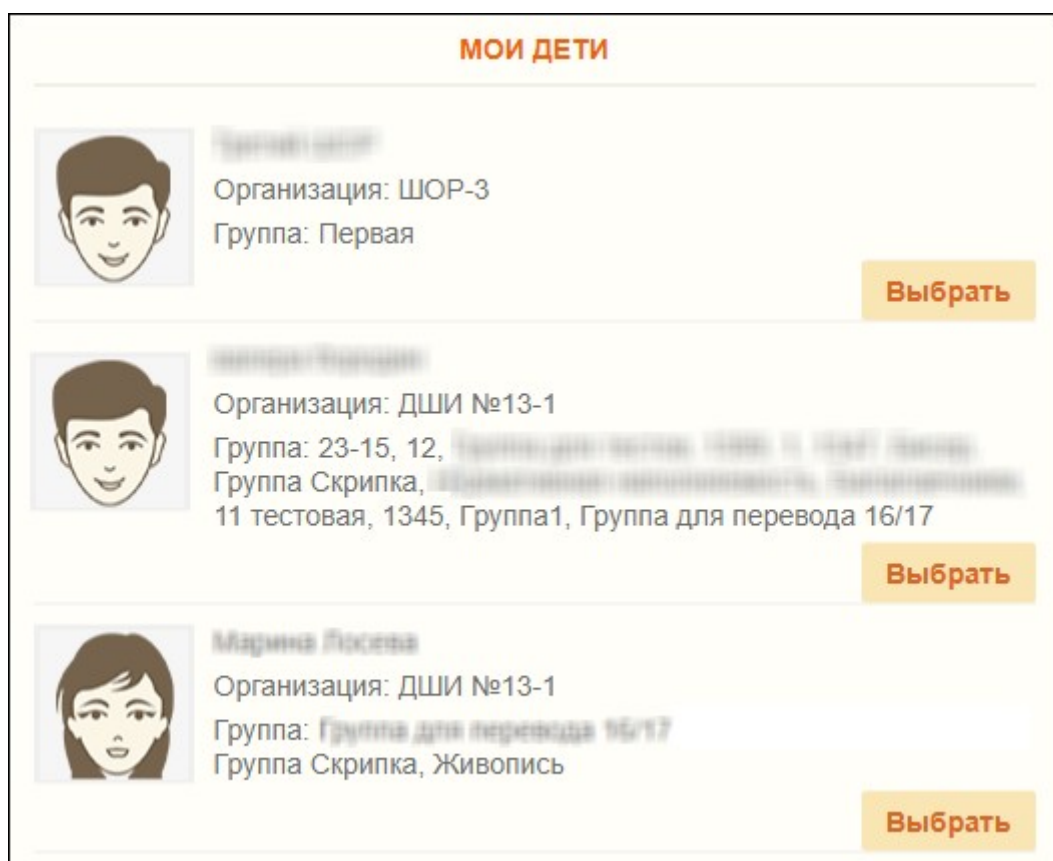 МОИ ДЕТИ
Организация: ШОР-3
Группа: Первая
Выбрать
Организация: ДШИ №13-1
Группа: 23-15, 12,
Группа Скрипка,
11 тестовая, 1345, Группа1, Группа для перевода 16/17
Выбрать
Организация: ДШИ №13-1
Группа:
Группа Скрипка, Живопись
Выбрать